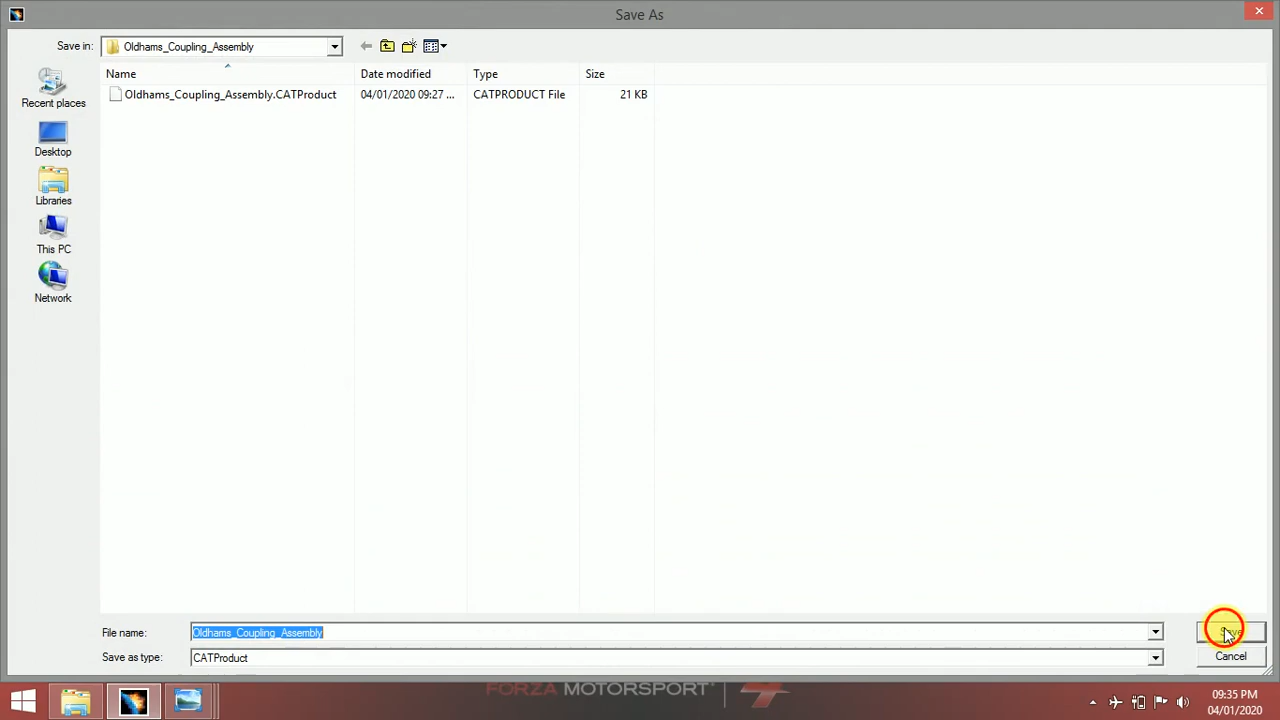 Save As
Save in: Oldhams_Coupling_Assembly
Name Date modified Type Size
Oldhams_Coupling_Assembly.CATProduct 04/01/2020 09:27 ... CATPRODUCT File 21 KB
Recent places
Desktop
Libraries
This PC
Network
File name: Oldhams_Coupling_Assembly Save
Save as type: CATProduct Cancel
FORZA MOTORSPORT
09:35 PM
04/01/2020